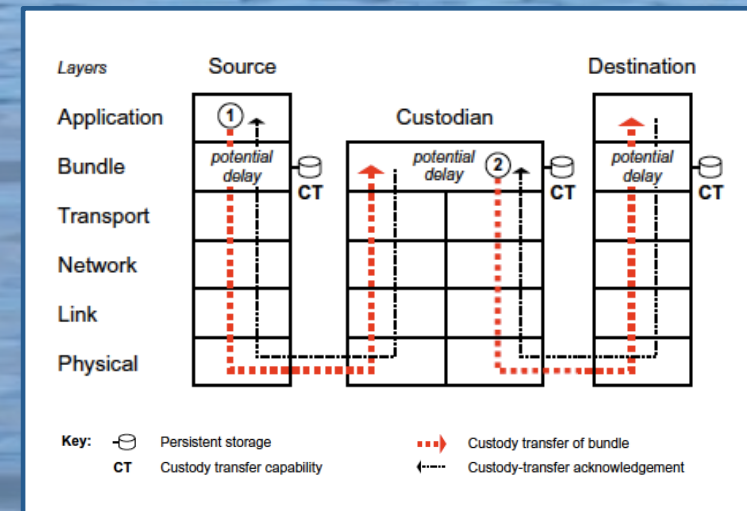 Layers Source Destination
Application 1 Custodian
Bundle potential delay CT potential delay 2 CT potential delay CT
Transport
Network
Link
Physical
Key: Persistent storage Custody transfer of bundle
CT Custody transfer capability Custody-transfer acknowledgement